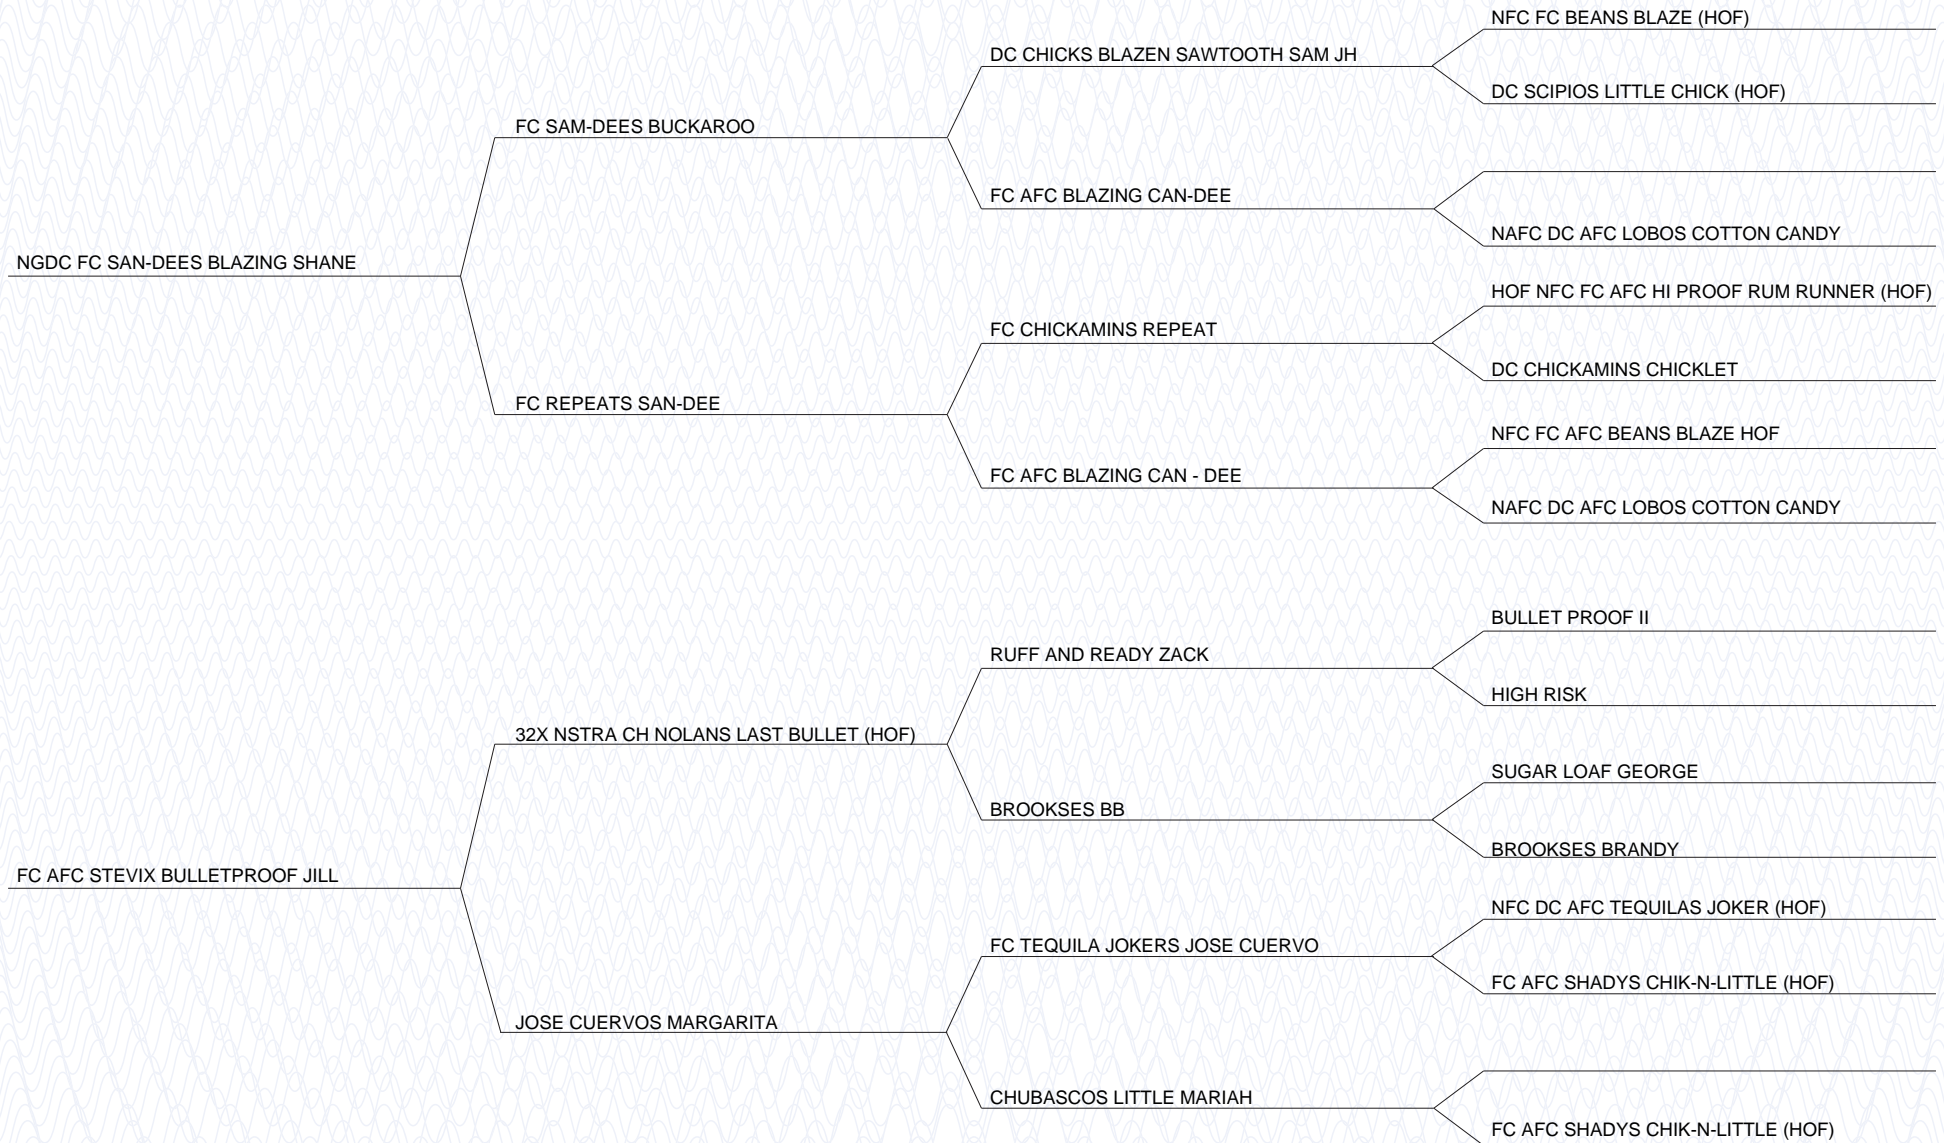 NFC FC BEANS BLAZE (HOF)
DC CHICKS BLAZEN SAWTOOTH SAM JH
DC SCIPIOS LITTLE CHICK (HOF)
FC SAM-DEES BUCKAROO
FC AFC BLAZING CAN-DEE
NAFC DC AFC LOBOS COTTON CANDY
NGDC FC SAN-DEES BLAZING SHANE
HOF NFC FC AFC HI PROOF RUM RUNNER (HOF)
FC CHICKAMINS REPEAT
DC CHICKAMINS CHICKLET
FC REPEATS SAN-DEE
NFC FC AFC BEANS BLAZE HOF
FC AFC BLAZING CAN - DEE
NAFC DC AFC LOBOS COTTON CANDY
BULLET PROOF II
RUFF AND READY ZACK
HIGH RISK
32X NSTRA CH NOLANS LAST BULLET (HOF)
SUGAR LOAF GEORGE
BROOKSES BB
BROOKSES BRANDY
FC AFC STEVIX BULLETPROOF JILL
NFC DC AFC TEQUILAS JOKER (HOF)
FC TEQUILA JOKERS JOSE CUERVO
FC AFC SHADYS CHIK-N-LITTLE (HOF)
JOSE CUERVOS MARGARITA
CHUBASCOS LITTLE MARIAH
FC AFC SHADYS CHIK-N-LITTLE (HOF)